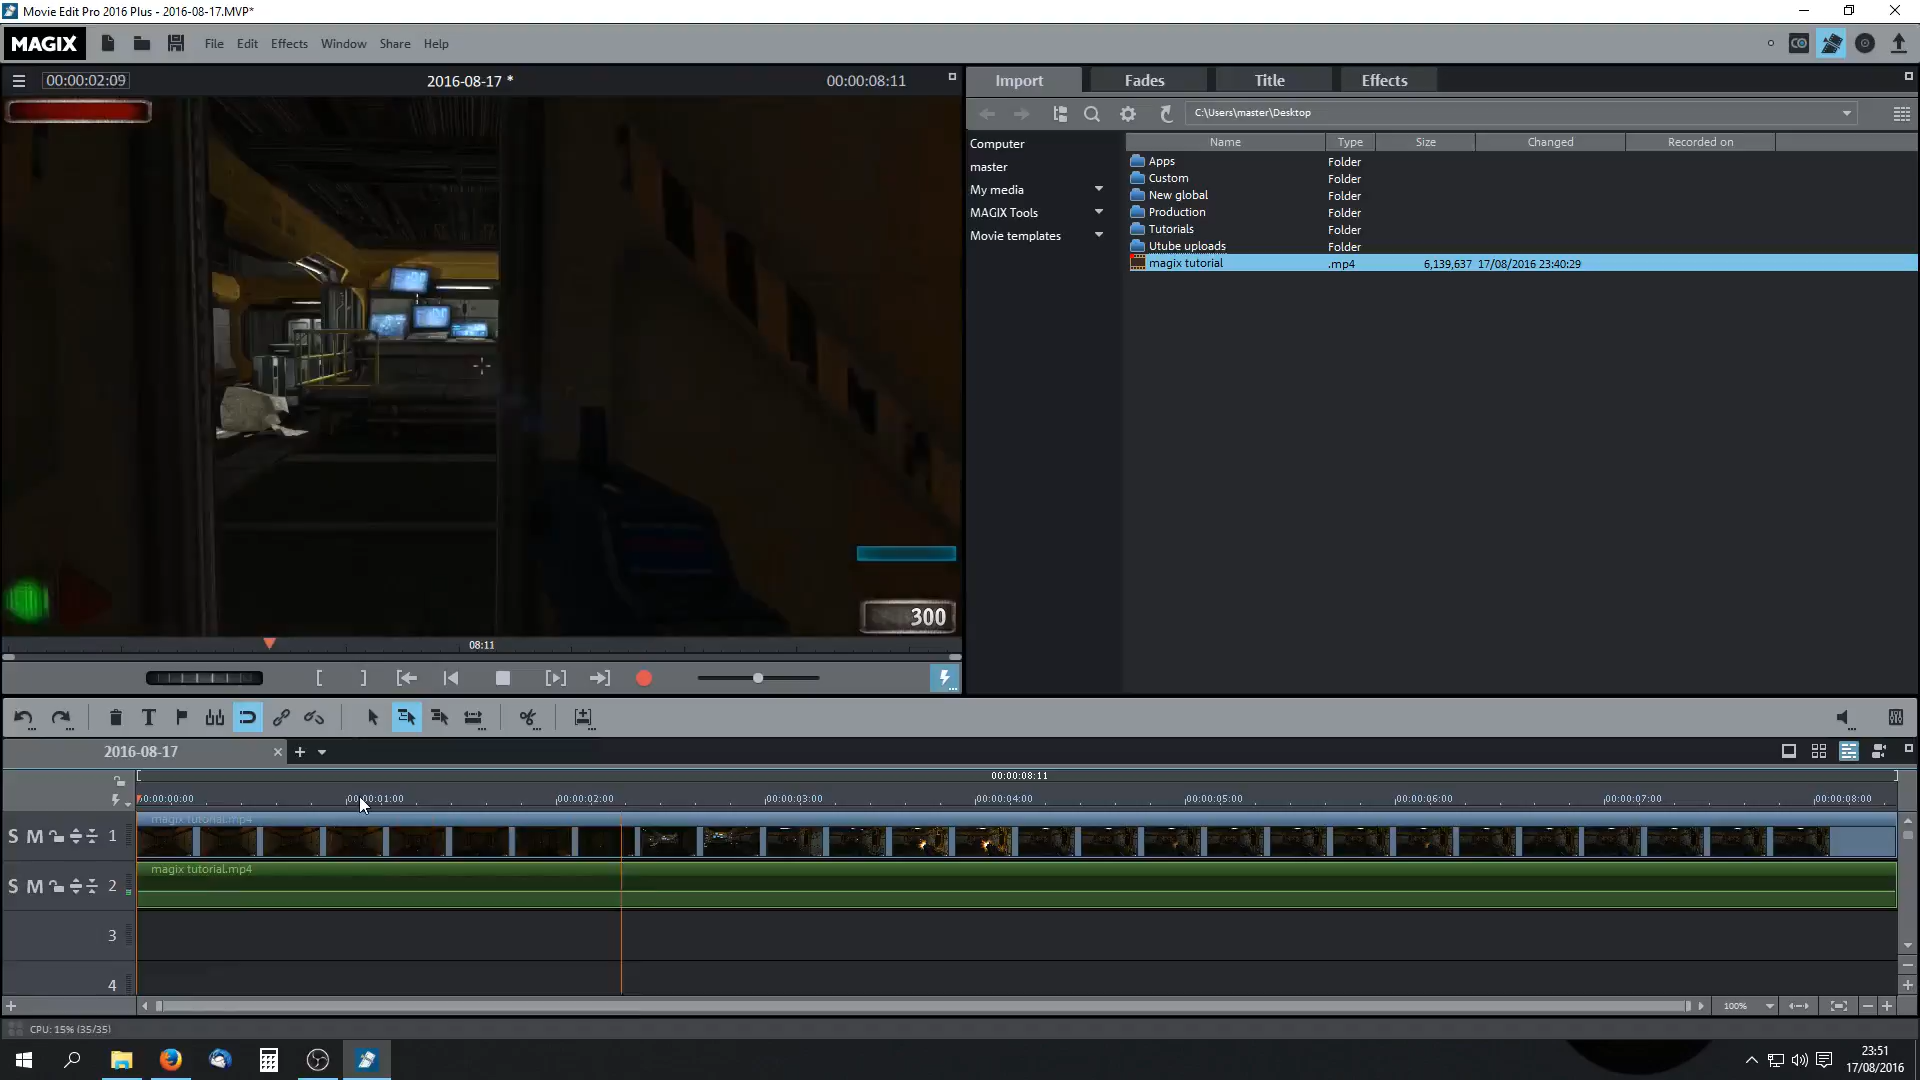 Movie Edit Pro 2016 Plus - 2016-08-17.MVP*
MAGIX File Edit Effects Window Share Help
00:00:02:09 2016-08-17 * 00:00:08:11
300
08:11
Import Fades Title Effects
C:\Users\master\Desktop
Computer
master
My media
MAGIX Tools
Movie templates
Name Type Size Changed Recorded on
Apps Folder
Custom Folder
New global Folder
Production Folder
Tutorials Folder
Utube uploads Folder
magix tutorial .mp4 6,139,637 17/08/2016 23:40:29
2016-08-17
00:00:08:11
00:00:00:00 00:00:01:00 00:00:02:00 00:00:03:00 00:00:04:00 00:00:05:00 00:00:06:00 00:00:07:00 00:00:08:00
magix tutorial.mp4
S M 1
magix tutorial.mp4
S M 2
3
4
100%
CPU: 15% (35/35)
23:51
17/08/2016